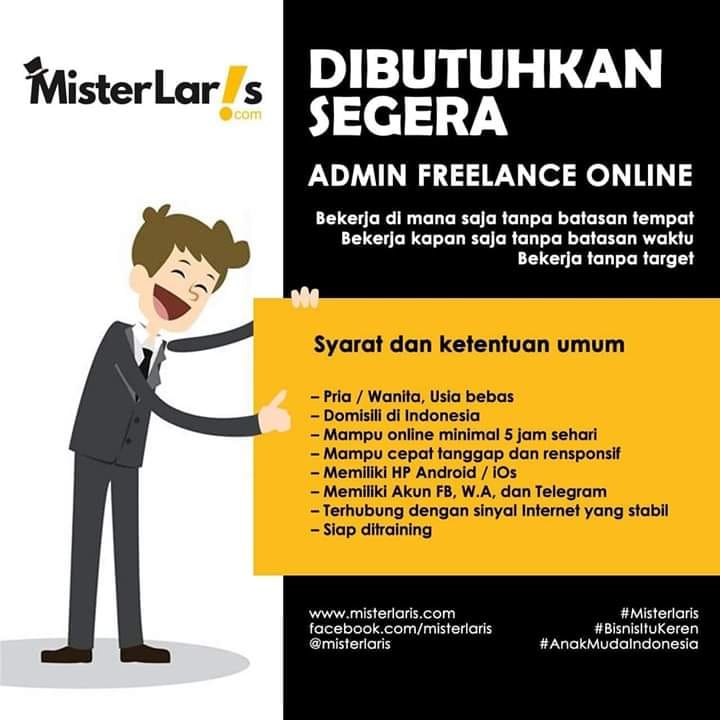 MisterLar!s
.com
DIBUTUHKAN
SEGERA
ADMIN FREELANCE ONLINE
Bekerja di mana saja tanpa batasan tempat
Bekerja kapan saja tanpa batasan waktu
Bekerja tanpa target
Syarat dan ketentuan umum
– Pria / Wanita, Usia bebas
– Domisili di Indonesia
– Mampu online minimal 5 jam sehari
– Mampu cepat tanggap dan rensponsif
– Memiliki HP Android / iOs
– Memiliki Akun FB, W.A, dan Telegram
– Terhubung dengan sinyal Internet yang stabil
– Siap ditraining
www.misterlaris.com
facebook.com/misterlaris
@misterlaris
#Misterlaris
#BisnisItuKeren
#AnakMudaIndonesia